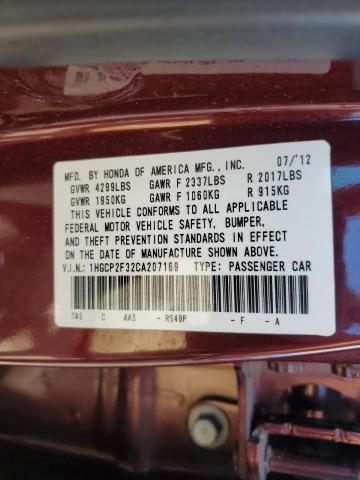 MFD. BY HONDA OF AMERICA MFG., INC. 07/'12
GVWR 4299LBS GAWR F 2337LBS R 2017LBS
GVWR 1950KG GAWR F 1060KG R 915KG
THIS VEHICLE CONFORMS TO ALL APPLICABLE
FEDERAL MOTOR VEHICLE SAFETY, BUMPER,
AND THEFT PREVENTION STANDARDS IN EFFECT
ON THE DATE OF MANUFACTURE SHOWN ABOVE.
V.I.N.: 1HGCP2F32CA207169 TYPE: PASSENGER CAR
TA5 C AA5 - R548P - F - A